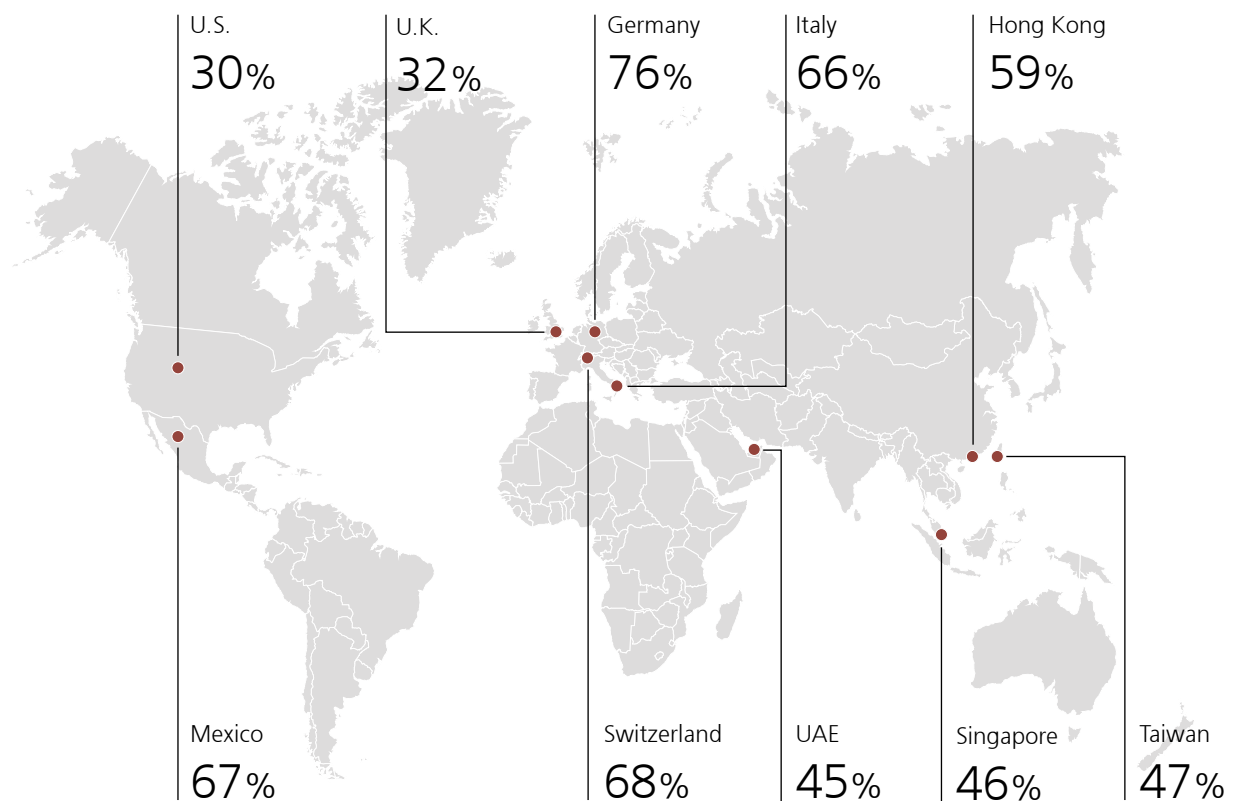 U.S.
30%
U.K.
32%
Germany
76%
Italy
66%
Hong Kong
59%
Mexico
67%
Switzerland
68%
UAE
45%
Singapore
46%
Taiwan
47%